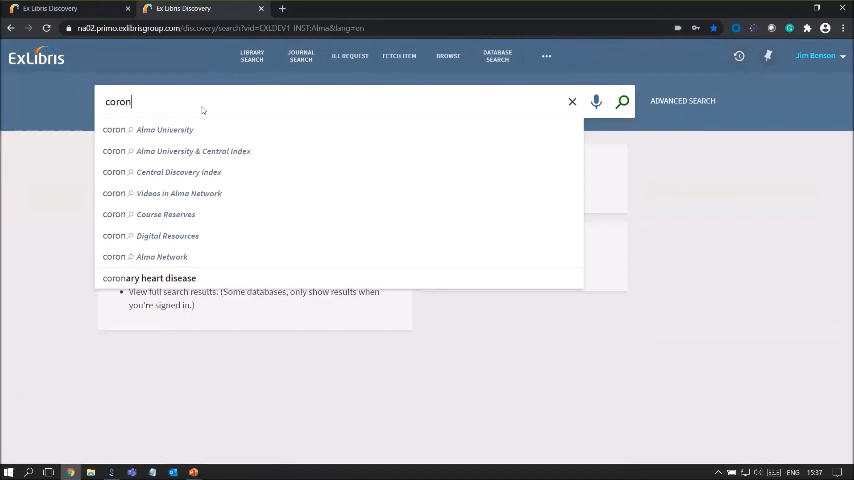 Ex Libris Discovery
Ex Libris Discovery
na02.primo.exlibrisgroup.com/discovery/search?vid=EXLDEV1_INST:Alma&lang=en
ExLibris
LIBRARY SEARCH
JOURNAL SEARCH
ILL REQUEST
FETCH ITEM
BROWSE
DATABASE SEARCH
Jim Benson
coron
ADVANCED SEARCH
coron Alma University
coron Alma University & Central Index
coron Central Discovery Index
coron Videos in Alma Network
coron Course Reserves
coron Digital Resources
coron Alma Network
coronary heart disease
• View full search results. (Some databases, only show results when
you're signed in.)
ENG
15:37